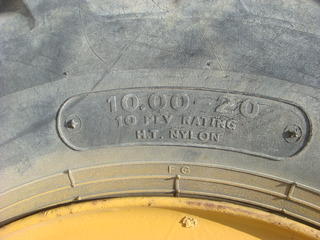 10.00-20
10 PLY RATING
H.T. NYLON
FG